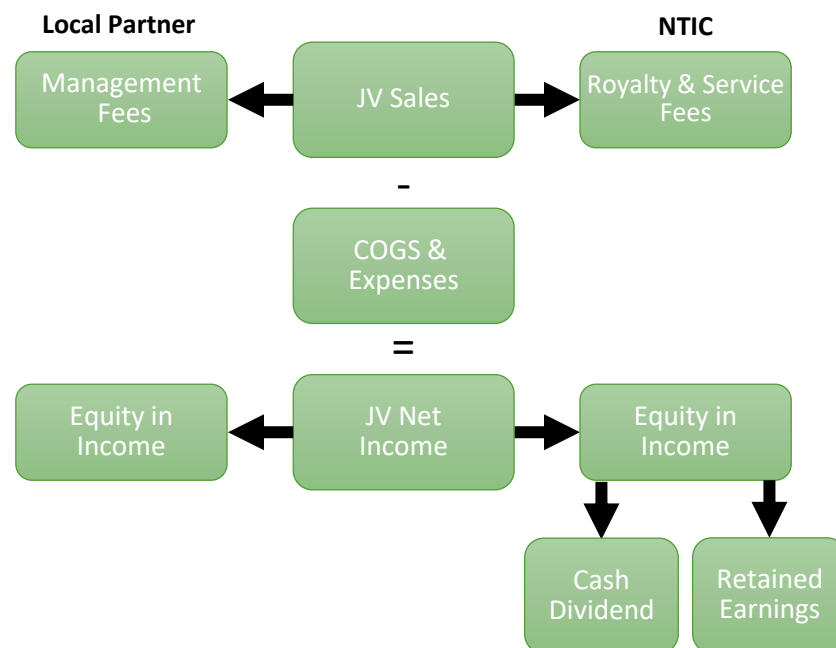 Local Partner
NTIC
Management
Fees
JV Sales
Royalty & Service
Fees
-
COGS &
Expenses
=
Equity in
Income
JV Net
Income
Equity in
Income
Cash
Dividend
Retained
Earnings